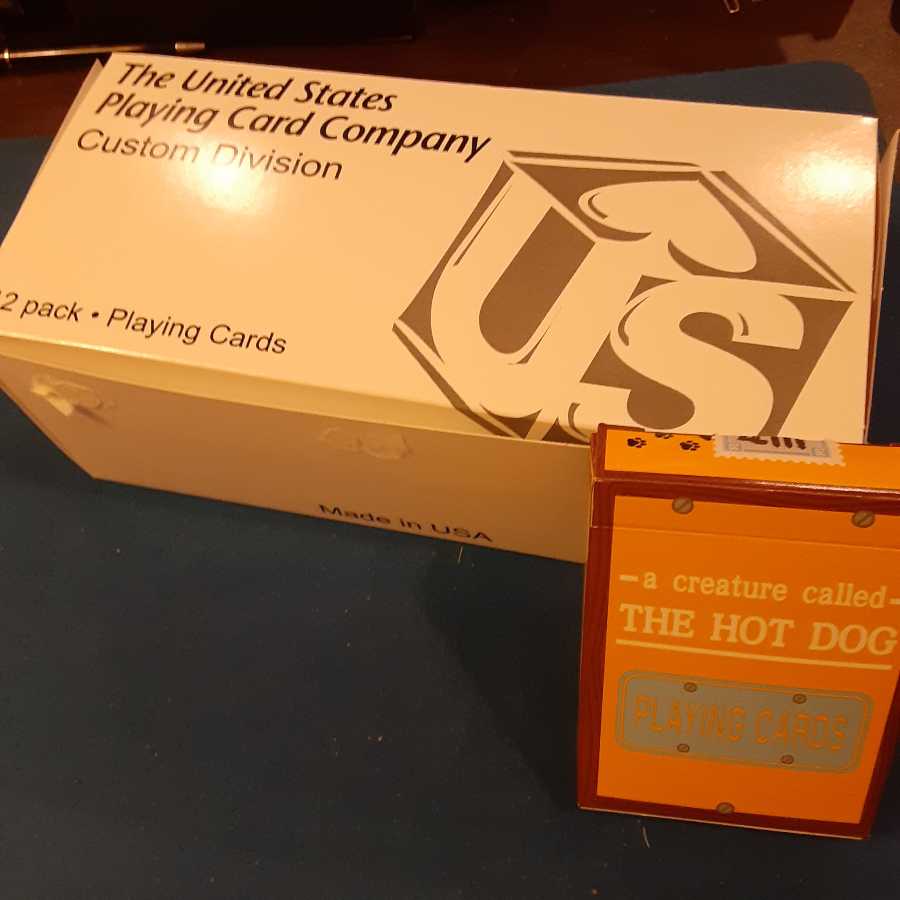 The United States
Playing Card Company
Custom Division
2 pack • Playing Cards
US
Made in USA
-a creature called-
THE HOT DOG
PLAYING CARDS